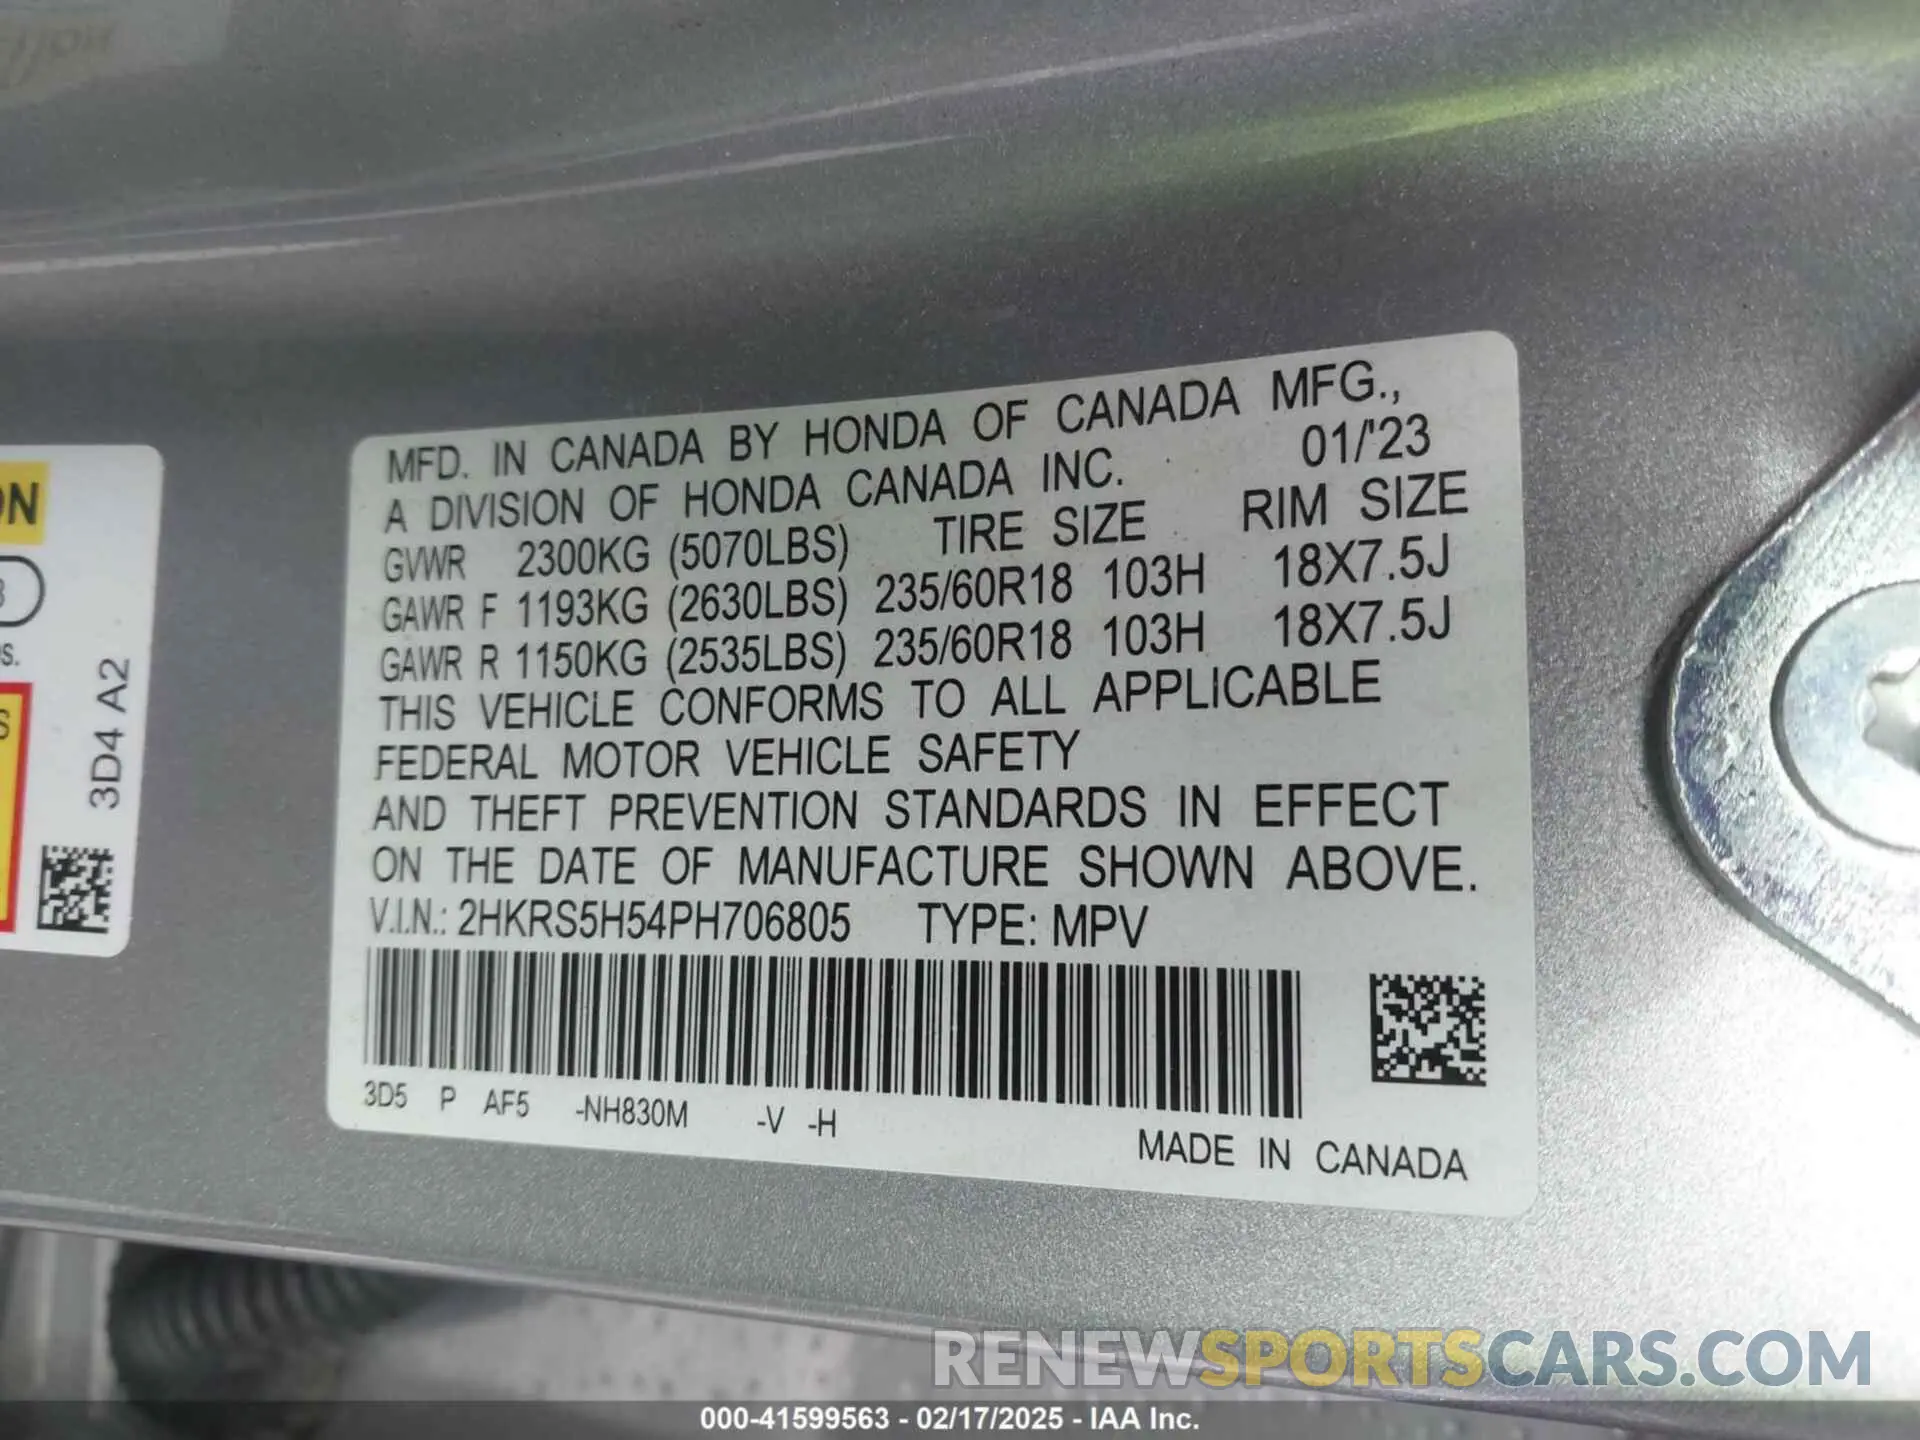 MFD. IN CANADA BY HONDA OF CANADA MFG.,
A DIVISION OF HONDA CANADA INC. 01/'23
GVWR 2300KG (5070LBS) TIRE SIZE RIM SIZE
GAWR F 1193KG (2630LBS) 235/60R18 103H 18X7.5J
GAWR R 1150KG (2535LBS) 235/60R18 103H 18X7.5J
THIS VEHICLE CONFORMS TO ALL APPLICABLE
FEDERAL MOTOR VEHICLE SAFETY
AND THEFT PREVENTION STANDARDS IN EFFECT
ON THE DATE OF MANUFACTURE SHOWN ABOVE.
V.I.N.: 2HKRS5H54PH706805 TYPE: MPV
3D5 P AF5 -NH830M -V -H
MADE IN CANADA
3D4 A2
RENEWSPORTSCARS.COM
000-41599563 - 02/17/2025 - IAA Inc.